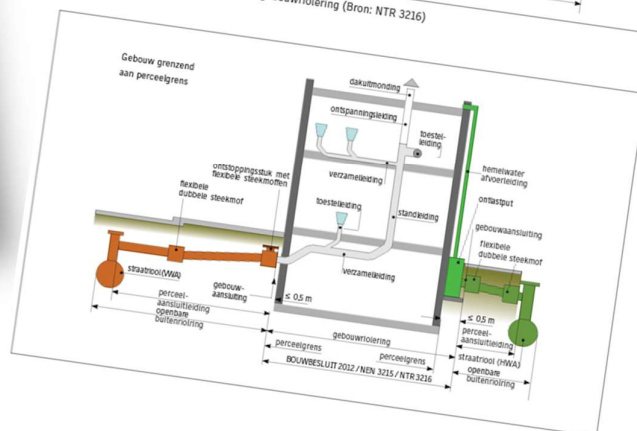 (Bron: NTR 3216)
Gebouw grenzend
aan perceelgrens
dakuitmonding
ontspanningsleiding
toestel-
leiding
verzamelleiding
hemelwater
afvoerleiding
ontstoppingsstuk met
flexibele steekmoffen
flexibele
dubbele steekmof
toestelleiding
standleiding
ontlastput
gebouwaansluiting
flexibele
dubbele steekmof
straatriool (VWA)
gebouw-
aansluiting
verzamelleiding
≤ 0,5 m
perceel-
aansluitleiding
openbare
buitenriolering
≤ 0,5 m
perceel-
aansluitleiding
gebouwriolering
perceelgrens
perceelgrens
straatriool (HWA)
BOUWBESLUIT 2012 / NEN 3215 / NTR 3216
openbare
buitenriolering